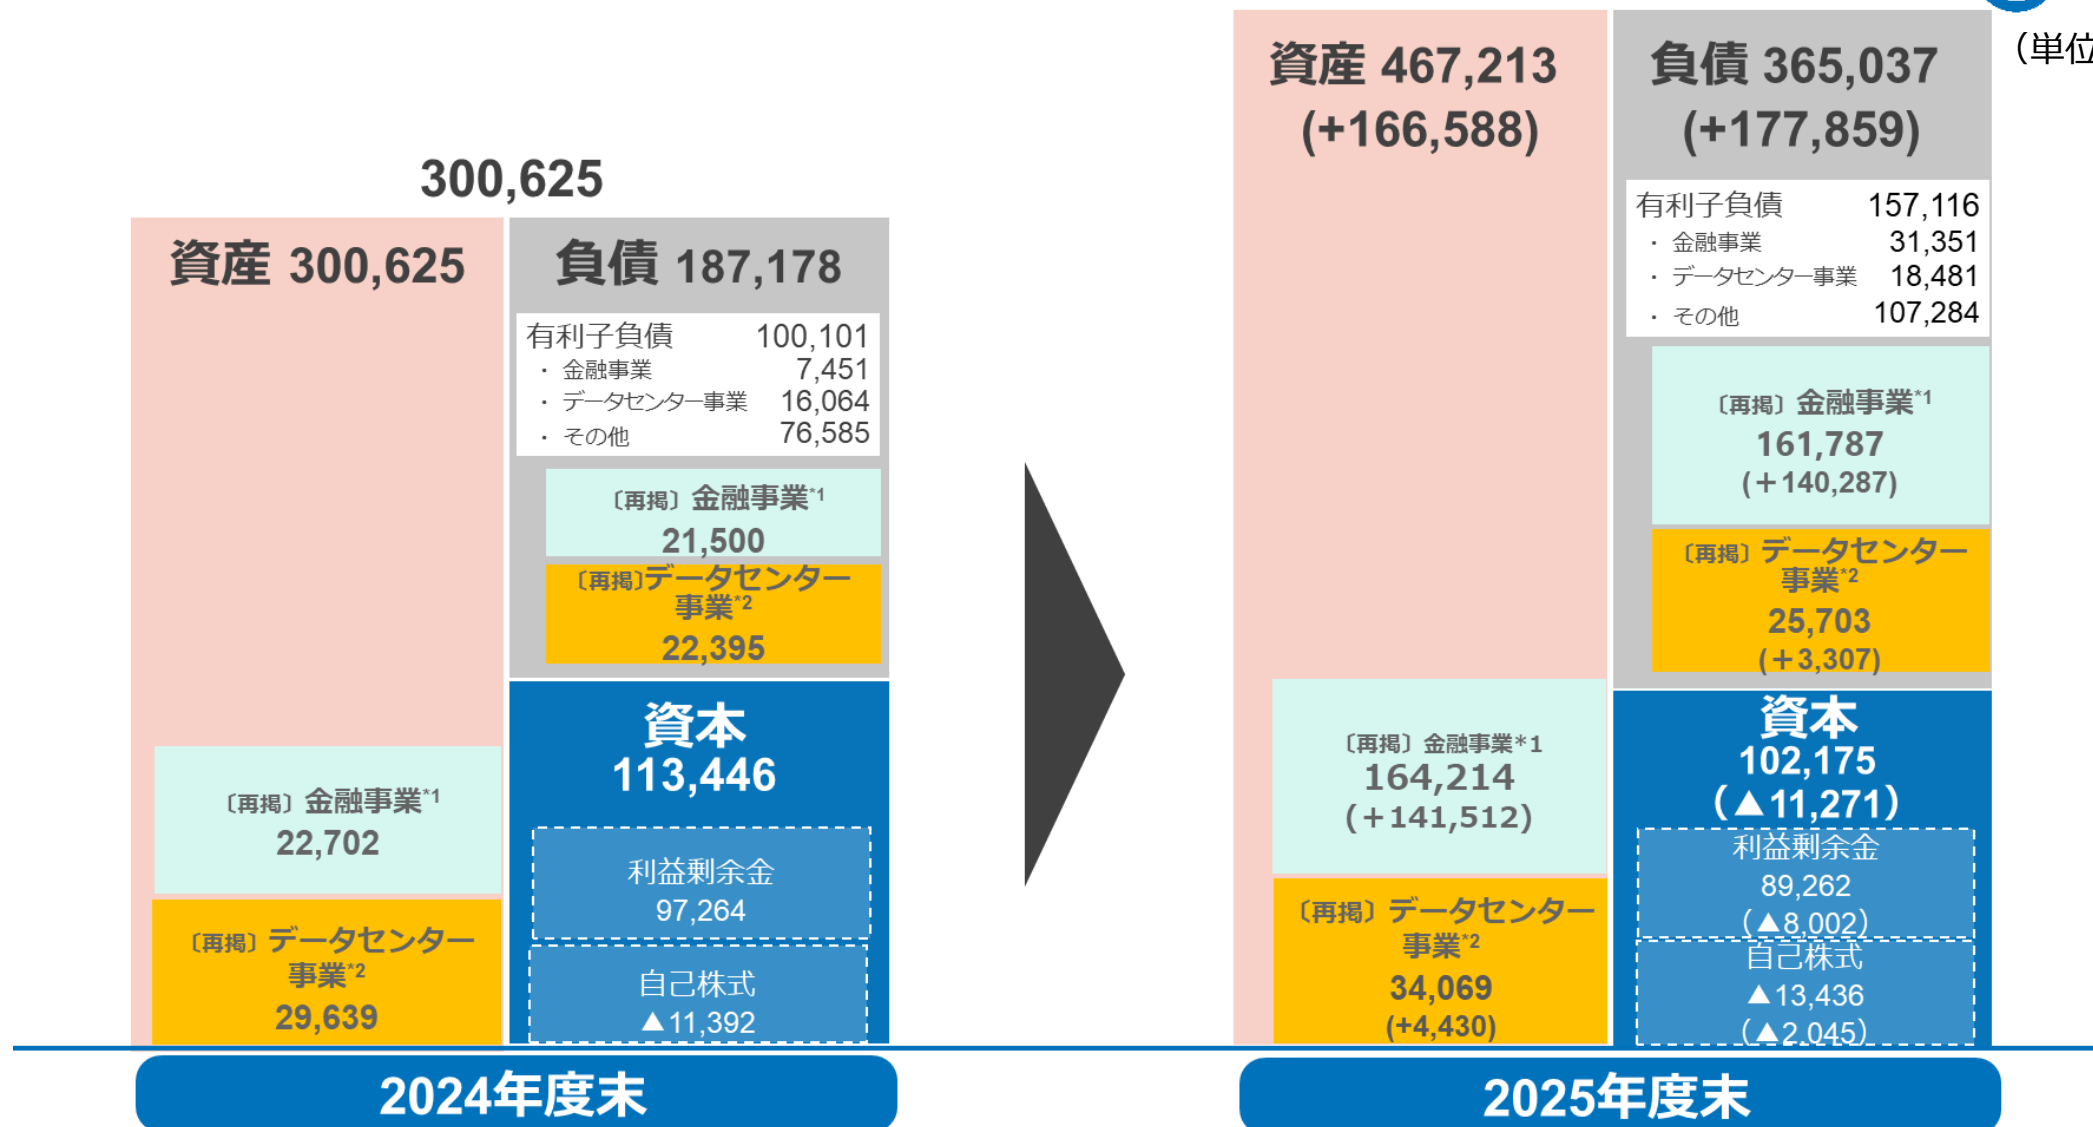 （単位
300,625
資産 300,625
負債 187,178
有利子負債 100,101
・ 金融事業 7,451
・ データセンター事業 16,064
・ その他 76,585
〔再掲〕金融事業*1
21,500
〔再掲〕データセンター
事業*2
22,395
〔再掲〕金融事業*1
22,702
〔再掲〕データセンター
事業*2
29,639
資本
113,446
利益剰余金
97,264
自己株式
▲11,392
2024年度末
資産 467,213
(+166,588)
負債 365,037
(+177,859)
有利子負債 157,116
・ 金融事業 31,351
・ データセンター事業 18,481
・ その他 107,284
〔再掲〕金融事業*1
161,787
(＋140,287)
〔再掲〕データセンター
事業*2
25,703
(＋3,307)
〔再掲〕金融事業＊1
164,214
(＋141,512)
〔再掲〕データセンター
事業*2
34,069
(+4,430)
資本
102,175
(▲11,271)
利益剰余金
89,262
(▲8,002)
自己株式
▲13,436
(▲2,045)
2025年度末